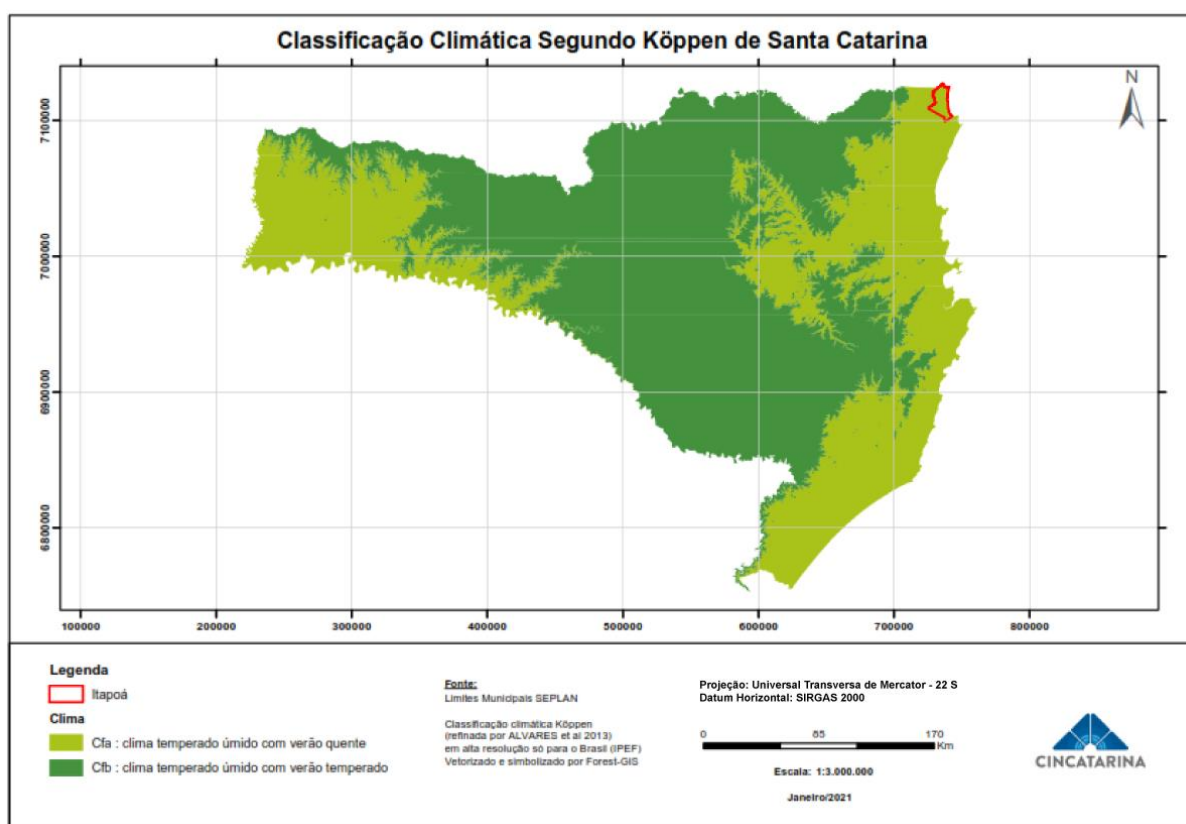 Classificação Climática Segundo Köppen de Santa Catarina
N
7100000
7000000
6900000
6800000
100000 200000 300000 400000 500000 600000 700000 800000
Legenda
Itapoá
Clima
Cfa : clima temperado úmido com verão quente
Cfb : clima temperado úmido com verão temperado
Fonte:
Limites Municipais SEPLAN
Classificação climática Köppen
(refinada por ALVARES et al 2013)
em alta resolução só para o Brasil (IPEF)
Vetorizado e simbolizado por Forest-GIS
Projeção: Universal Transversa de Mercator - 22 S
Datum Horizontal: SIRGAS 2000
0 85 170
Km
Escala: 1:3.000.000
Janeiro/2021
CINCATARINA